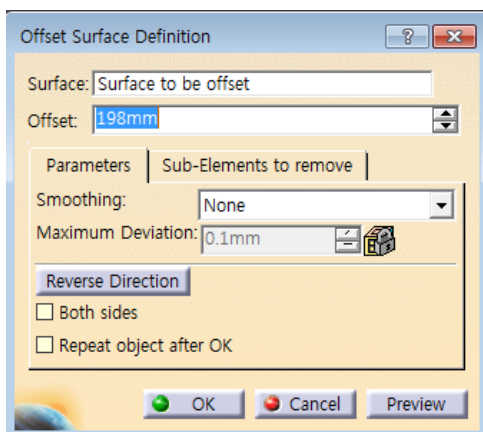 Offset Surface Definition
Surface: Surface to be offset
Offset: 198mm
Parameters Sub-Elements to remove
Smoothing: None
Maximum Deviation: 0.1mm
Reverse Direction
Both sides
Repeat object after OK
OK Cancel Preview